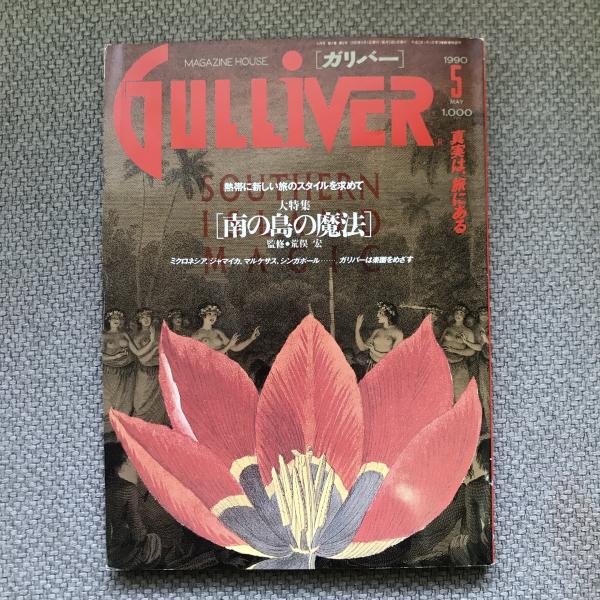 MAGAZINE HOUSE
[ガリバー]
1990
5
MAY
1,000
GULLIVER
真実は、旅にある
熱帯に新しい旅のスタイルを求めて
SOUTHERN
大特集
[南の島の魔法]
監修●荒俣 宏
MAGIC
ミクロネシア、ジャマイカ、マルケサス、シンガポール……、ガリバーは楽園をめざす